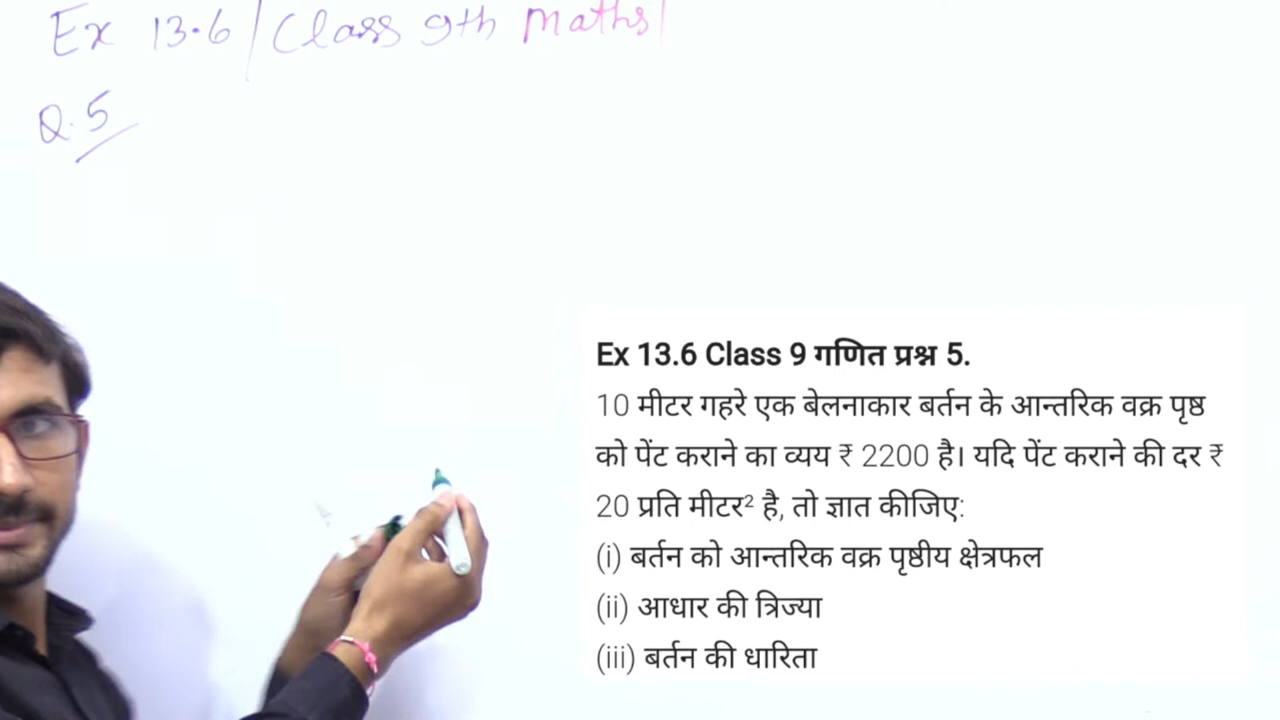 Ex 13.6 / Class 9th Maths /
Q.5
Ex 13.6 Class 9 गणित प्रश्न 5.
10 मीटर गहरे एक बेलनाकार बर्तन के आन्तरिक वक्र पृष्ठ
को पेंट कराने का व्यय ₹ 2200 है। यदि पेंट कराने की दर ₹
20 प्रति मीटर² है, तो ज्ञात कीजिए:
(i) बर्तन को आन्तरिक वक्र पृष्ठीय क्षेत्रफल
(ii) आधार की त्रिज्या
(iii) बर्तन की धारिता